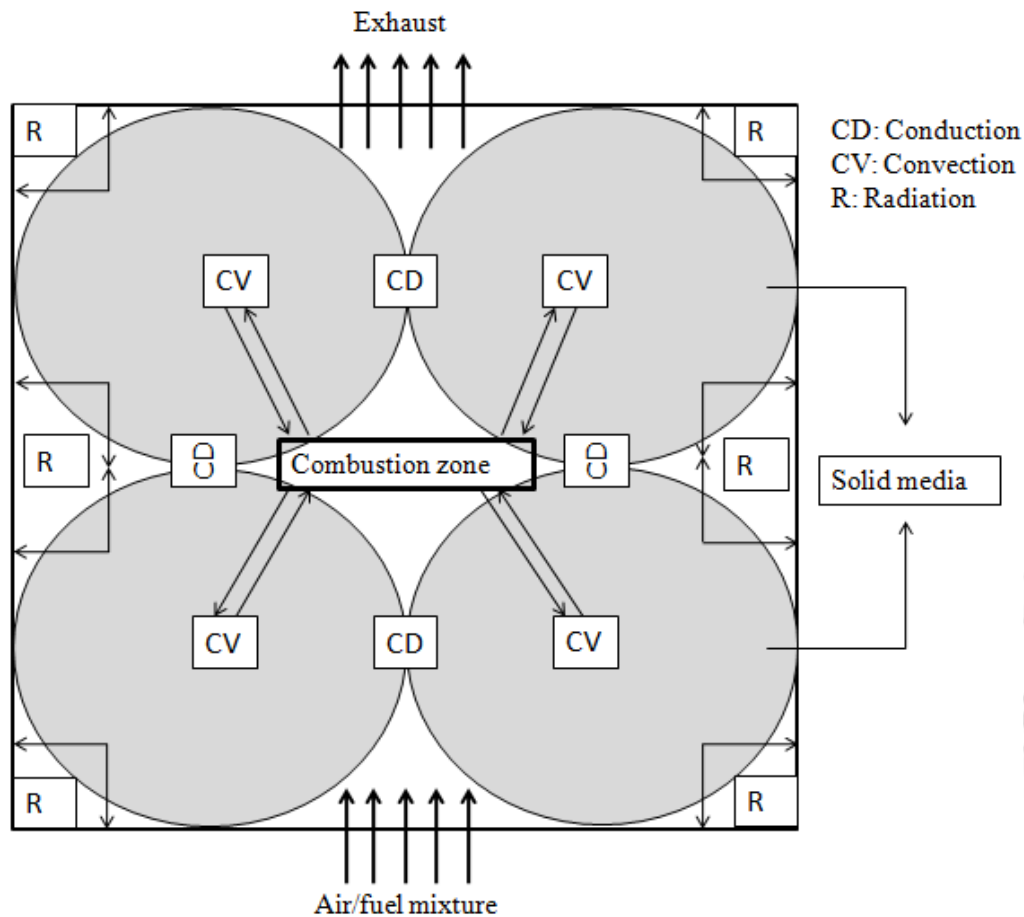 Exhaust
R
R
CD: Conduction
CV: Convection
R: Radiation
CV
CD
CV
R
CD
Combustion zone
CD
R
Solid media
CV
CD
CV
R
R
Air/fuel mixture